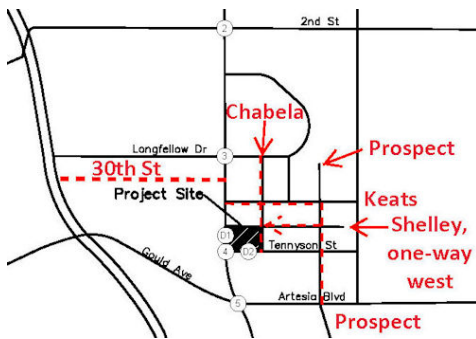 2
2nd St
Chabela
Longfellow Dr
3
Prospect
30th St
Project Site
Keats
D1
Shelley,
one-way
west
Gould Ave
4
D2
Tennyson St
5
Artesia Blvd
Prospect